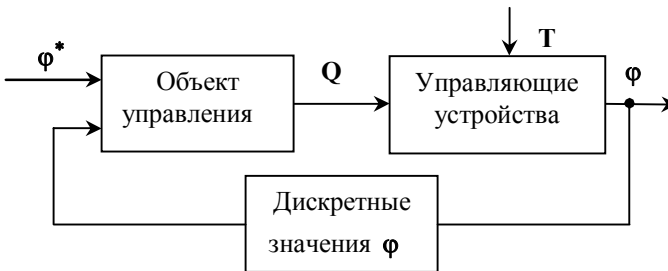 φ*
Объект
управления
Q
T
Управляющие
устройства
φ
Дискретные
значения φ